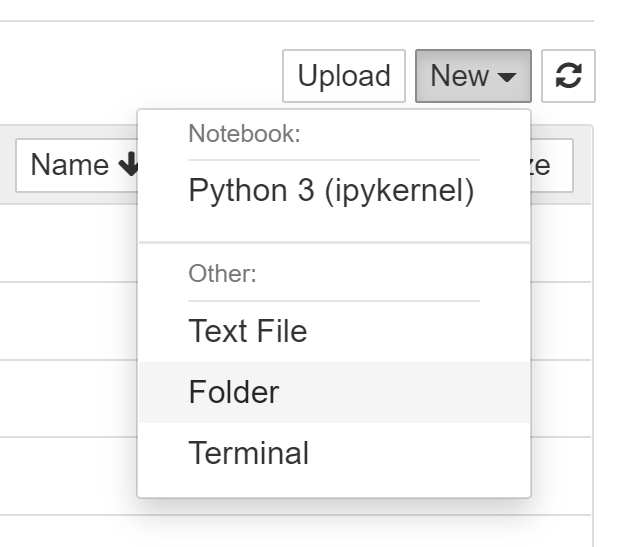 Upload New
Name ze
Notebook:
Python 3 (ipykernel)
Other:
Text File
Folder
Terminal